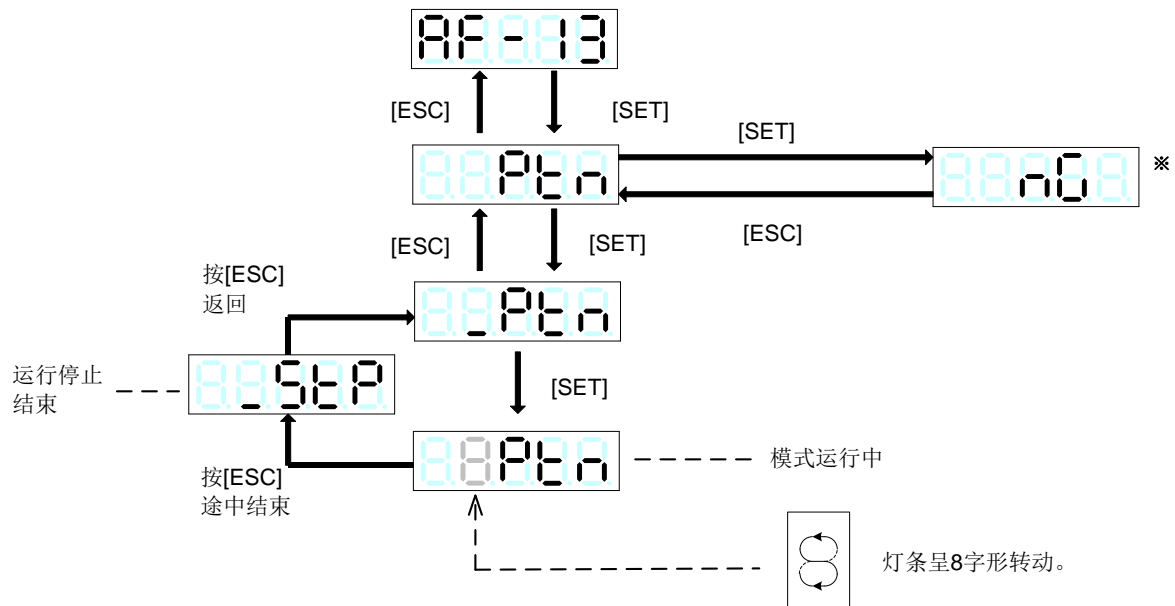 AF-13
[ESC]
[SET]
[SET]
Ptn
nG
※
[ESC]
[ESC]
[SET]
按[ESC]
返回
_Ptn
运行停止
结束
_StP
[SET]
Ptn
模式运行中
按[ESC]
途中结束
灯条呈8字形转动。